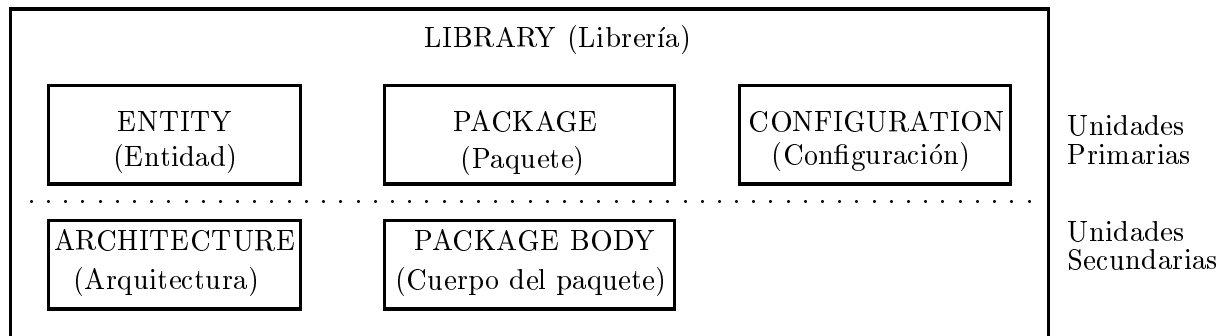 LIBRARY (Librería)
ENTITY
(Entidad)
PACKAGE
(Paquete)
CONFIGURATION
(Configuración)
Unidades
Primarias
ARCHITECTURE
(Arquitectura)
PACKAGE BODY
(Cuerpo del paquete)
Unidades
Secundarias